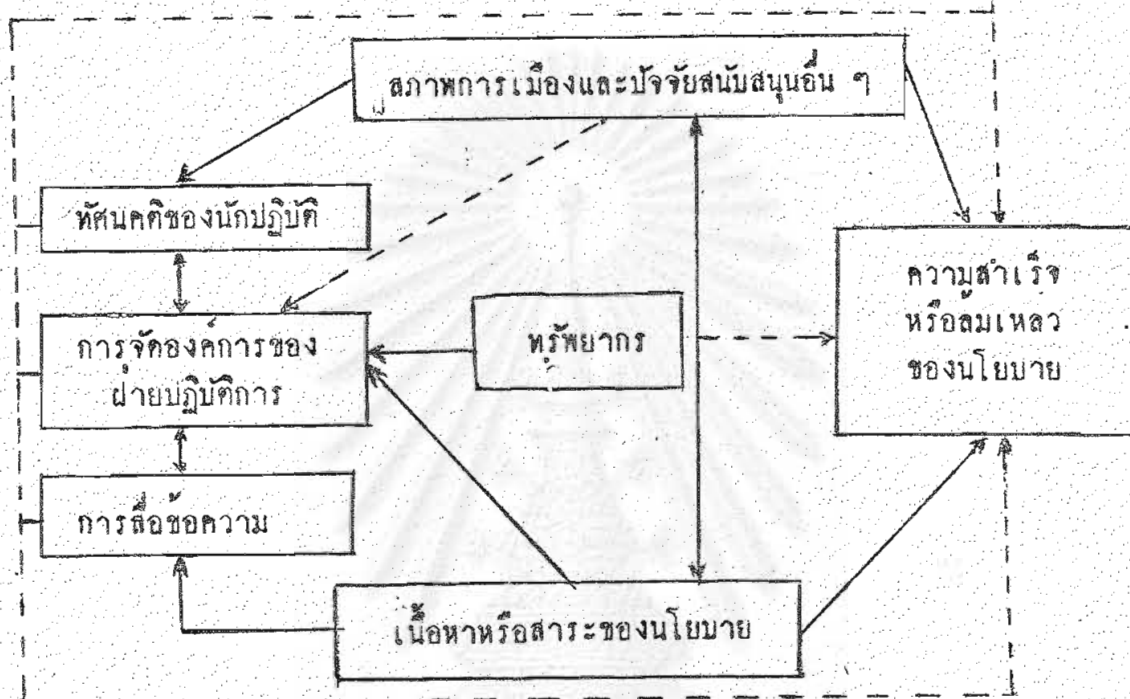 สภาพการเมืองและปัจจัยสนับสนุนอื่น ๆ
ทัศนคติของนักปฏิบัติ
การจัดองค์การของ
ฝ่ายปฏิบัติการ
ทรัพยากร
ความสำเร็จ
หรือล้มเหลว
ของนโยบาย
การสื่อข้อความ
เนื้อหาหรือสาระของนโยบาย